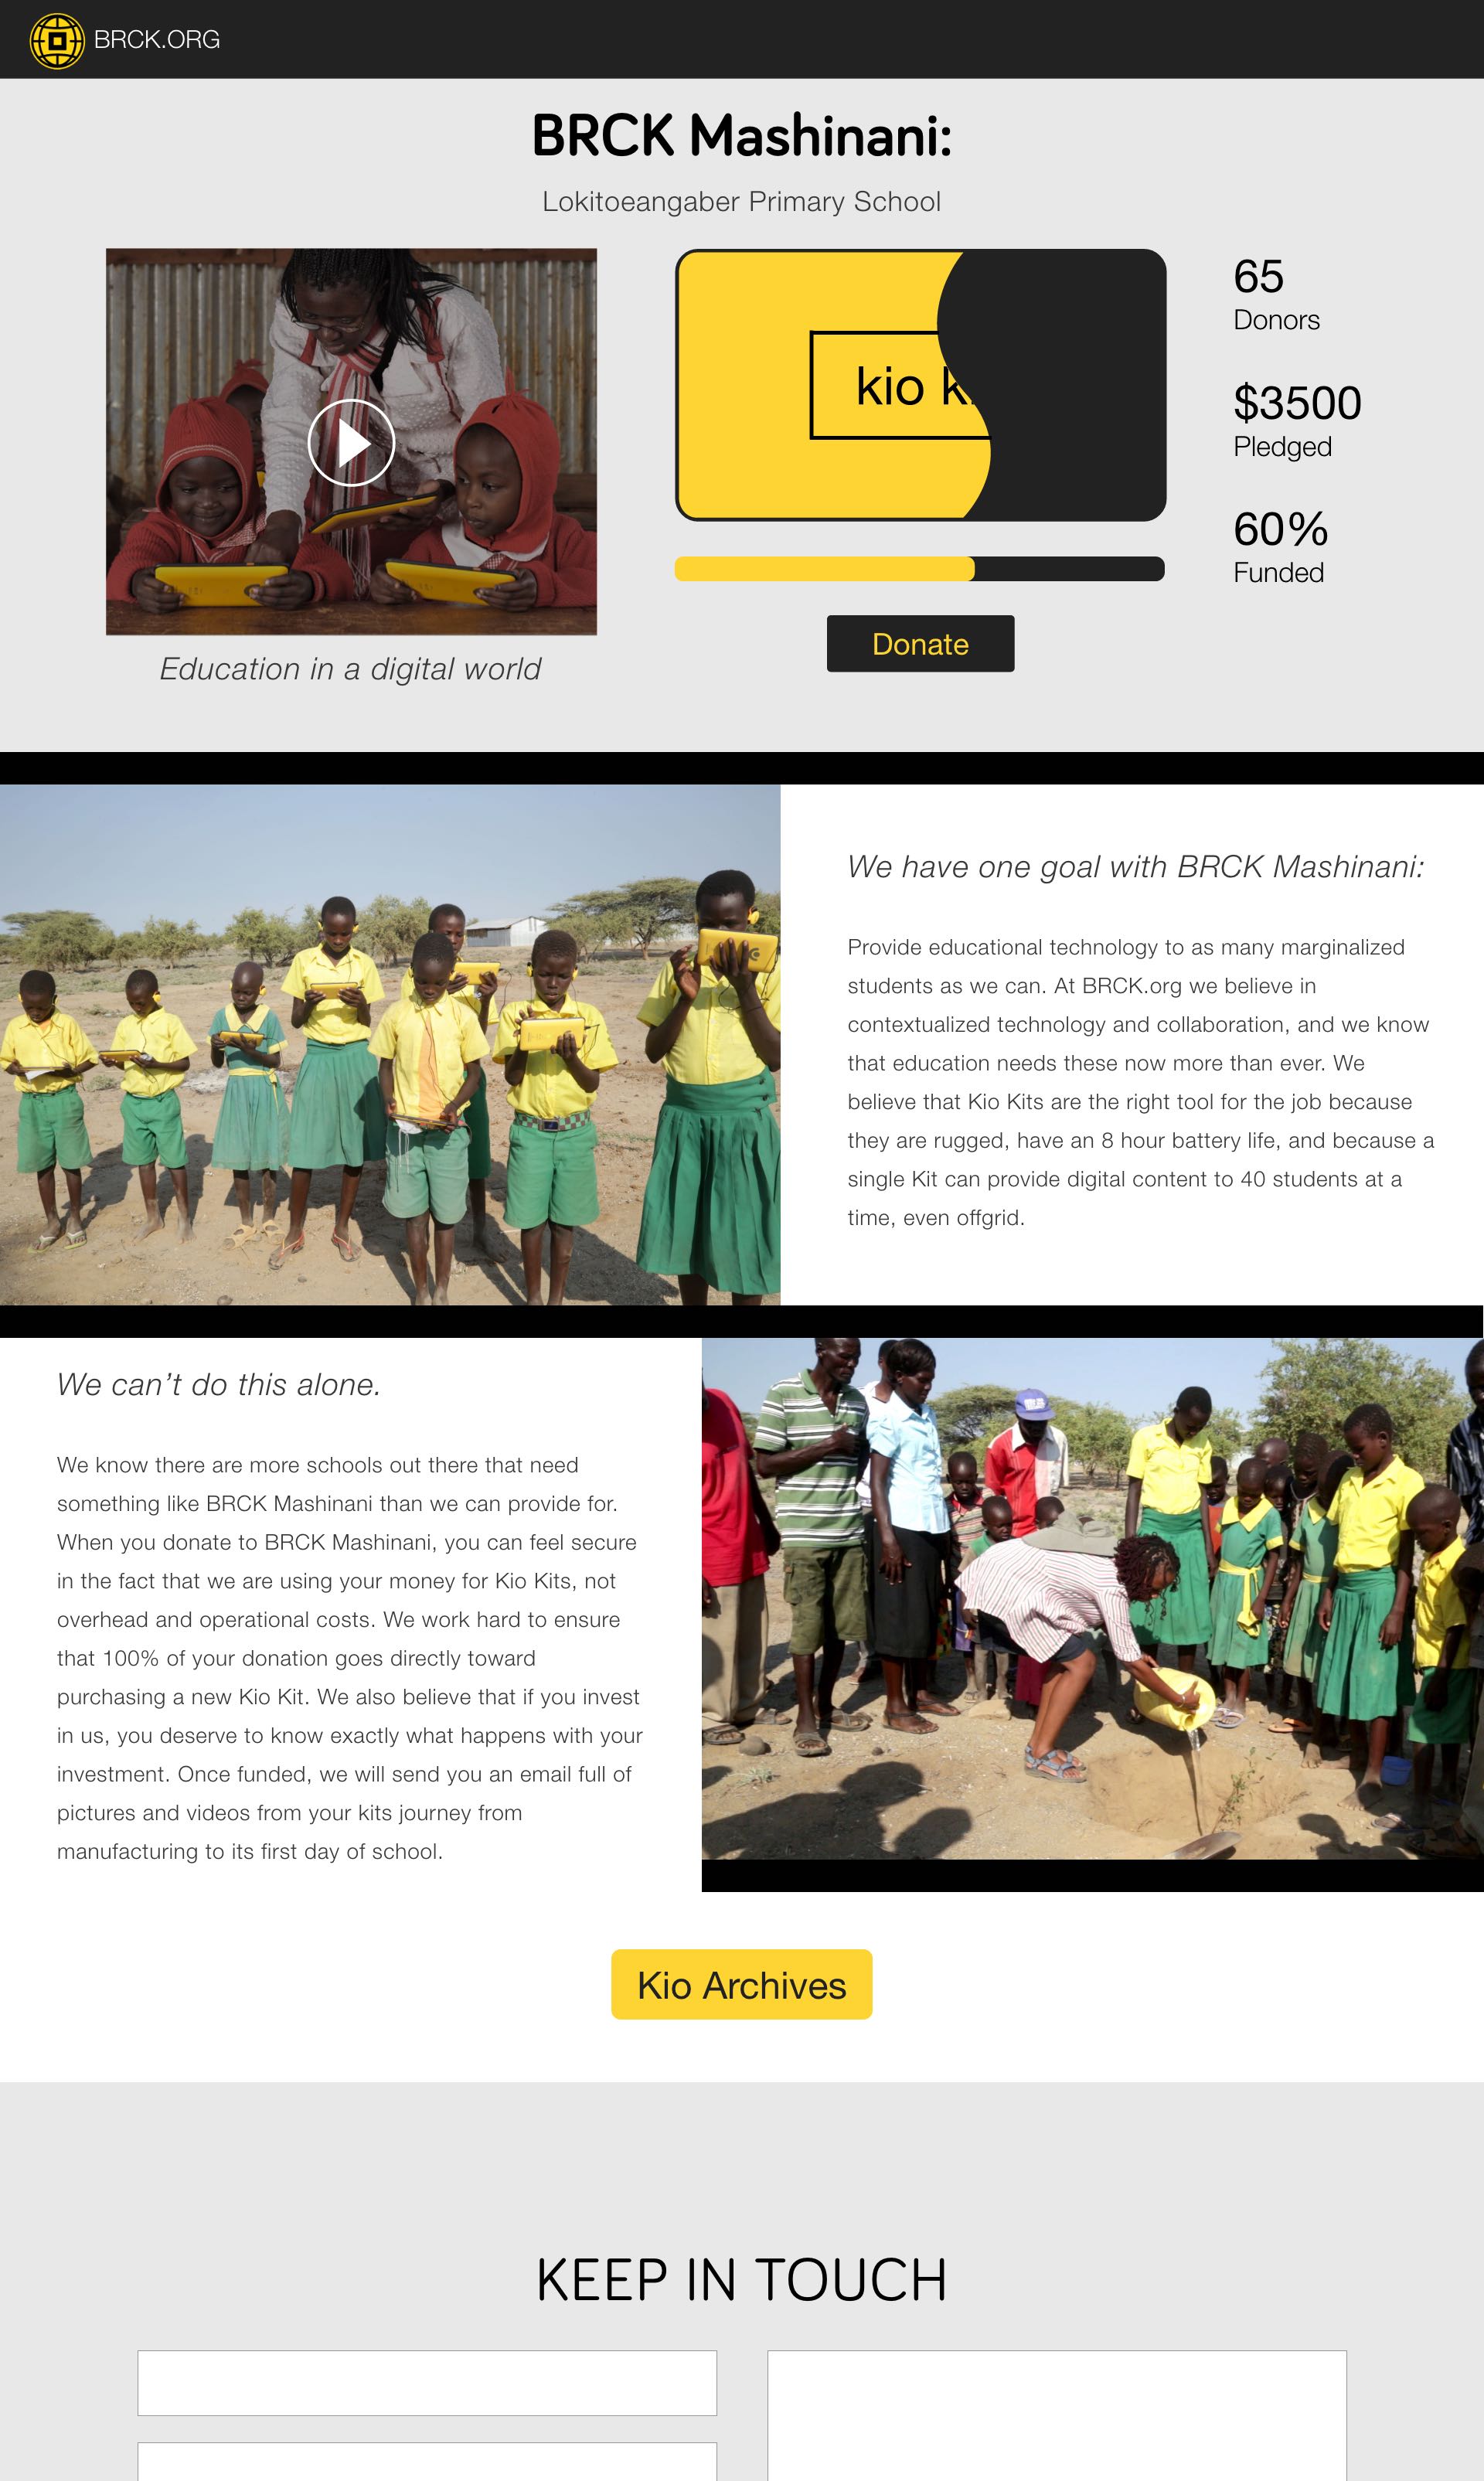 BRCK.ORG
BRCK Mashinani:
Lokitoeangaber Primary School
kio k
65
Donors
$3500
Pledged
60%
Funded
Donate
Education in a digital world
We have one goal with BRCK Mashinani:
Provide educational technology to as many marginalized
students as we can. At BRCK.org we believe in
contextualized technology and collaboration, and we know
that education needs these now more than ever. We
believe that Kio Kits are the right tool for the job because
they are rugged, have an 8 hour battery life, and because a
single Kit can provide digital content to 40 students at a
time, even offgrid.
We can't do this alone.
We know there are more schools out there that need
something like BRCK Mashinani than we can provide for.
When you donate to BRCK Mashinani, you can feel secure
in the fact that we are using your money for Kio Kits, not
overhead and operational costs. We work hard to ensure
that 100% of your donation goes directly toward
purchasing a new Kio Kit. We also believe that if you invest
in us, you deserve to know exactly what happens with your
investment. Once funded, we will send you an email full of
pictures and videos from your kits journey from
manufacturing to its first day of school.
Kio Archives
KEEP IN TOUCH